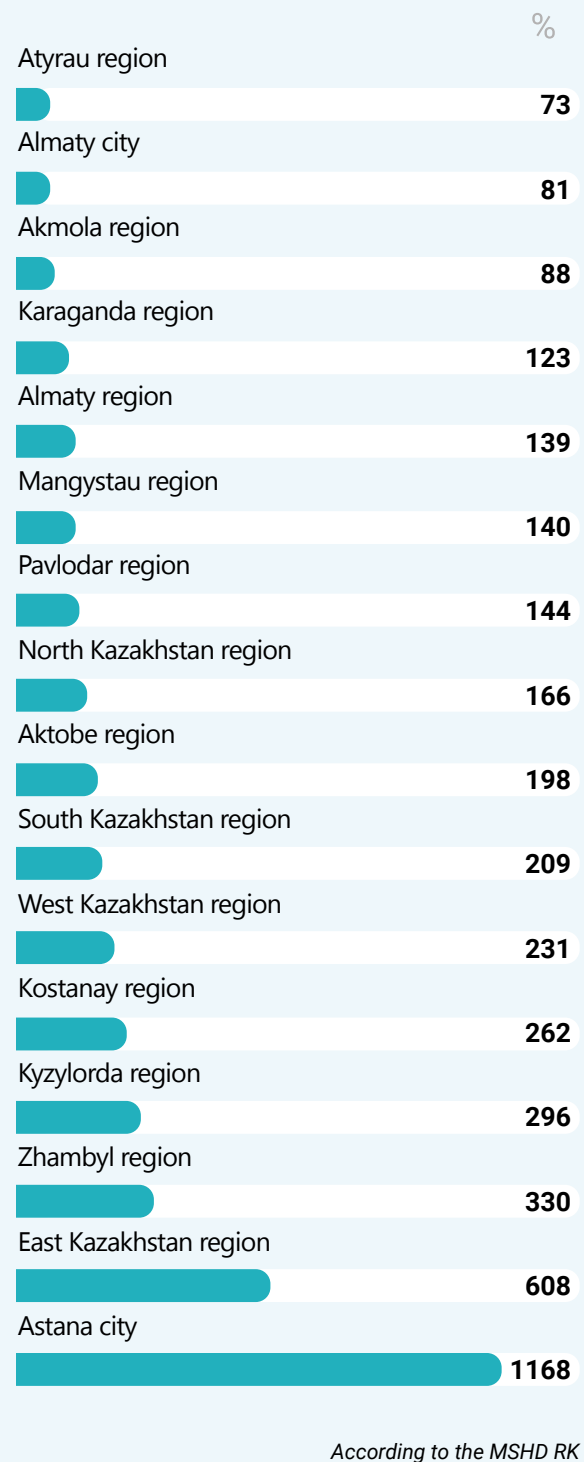 %
Atyrau region
73
Almaty city
81
Akmola region
88
Karaganda region
123
Almaty region
139
Mangystau region
140
Pavlodar region
144
North Kazakhstan region
166
Aktobe region
198
South Kazakhstan region
209
West Kazakhstan region
231
Kostanay region
262
Kyzylorda region
296
Zhambyl region
330
East Kazakhstan region
608
Astana city
1168
According to the MSHD RK